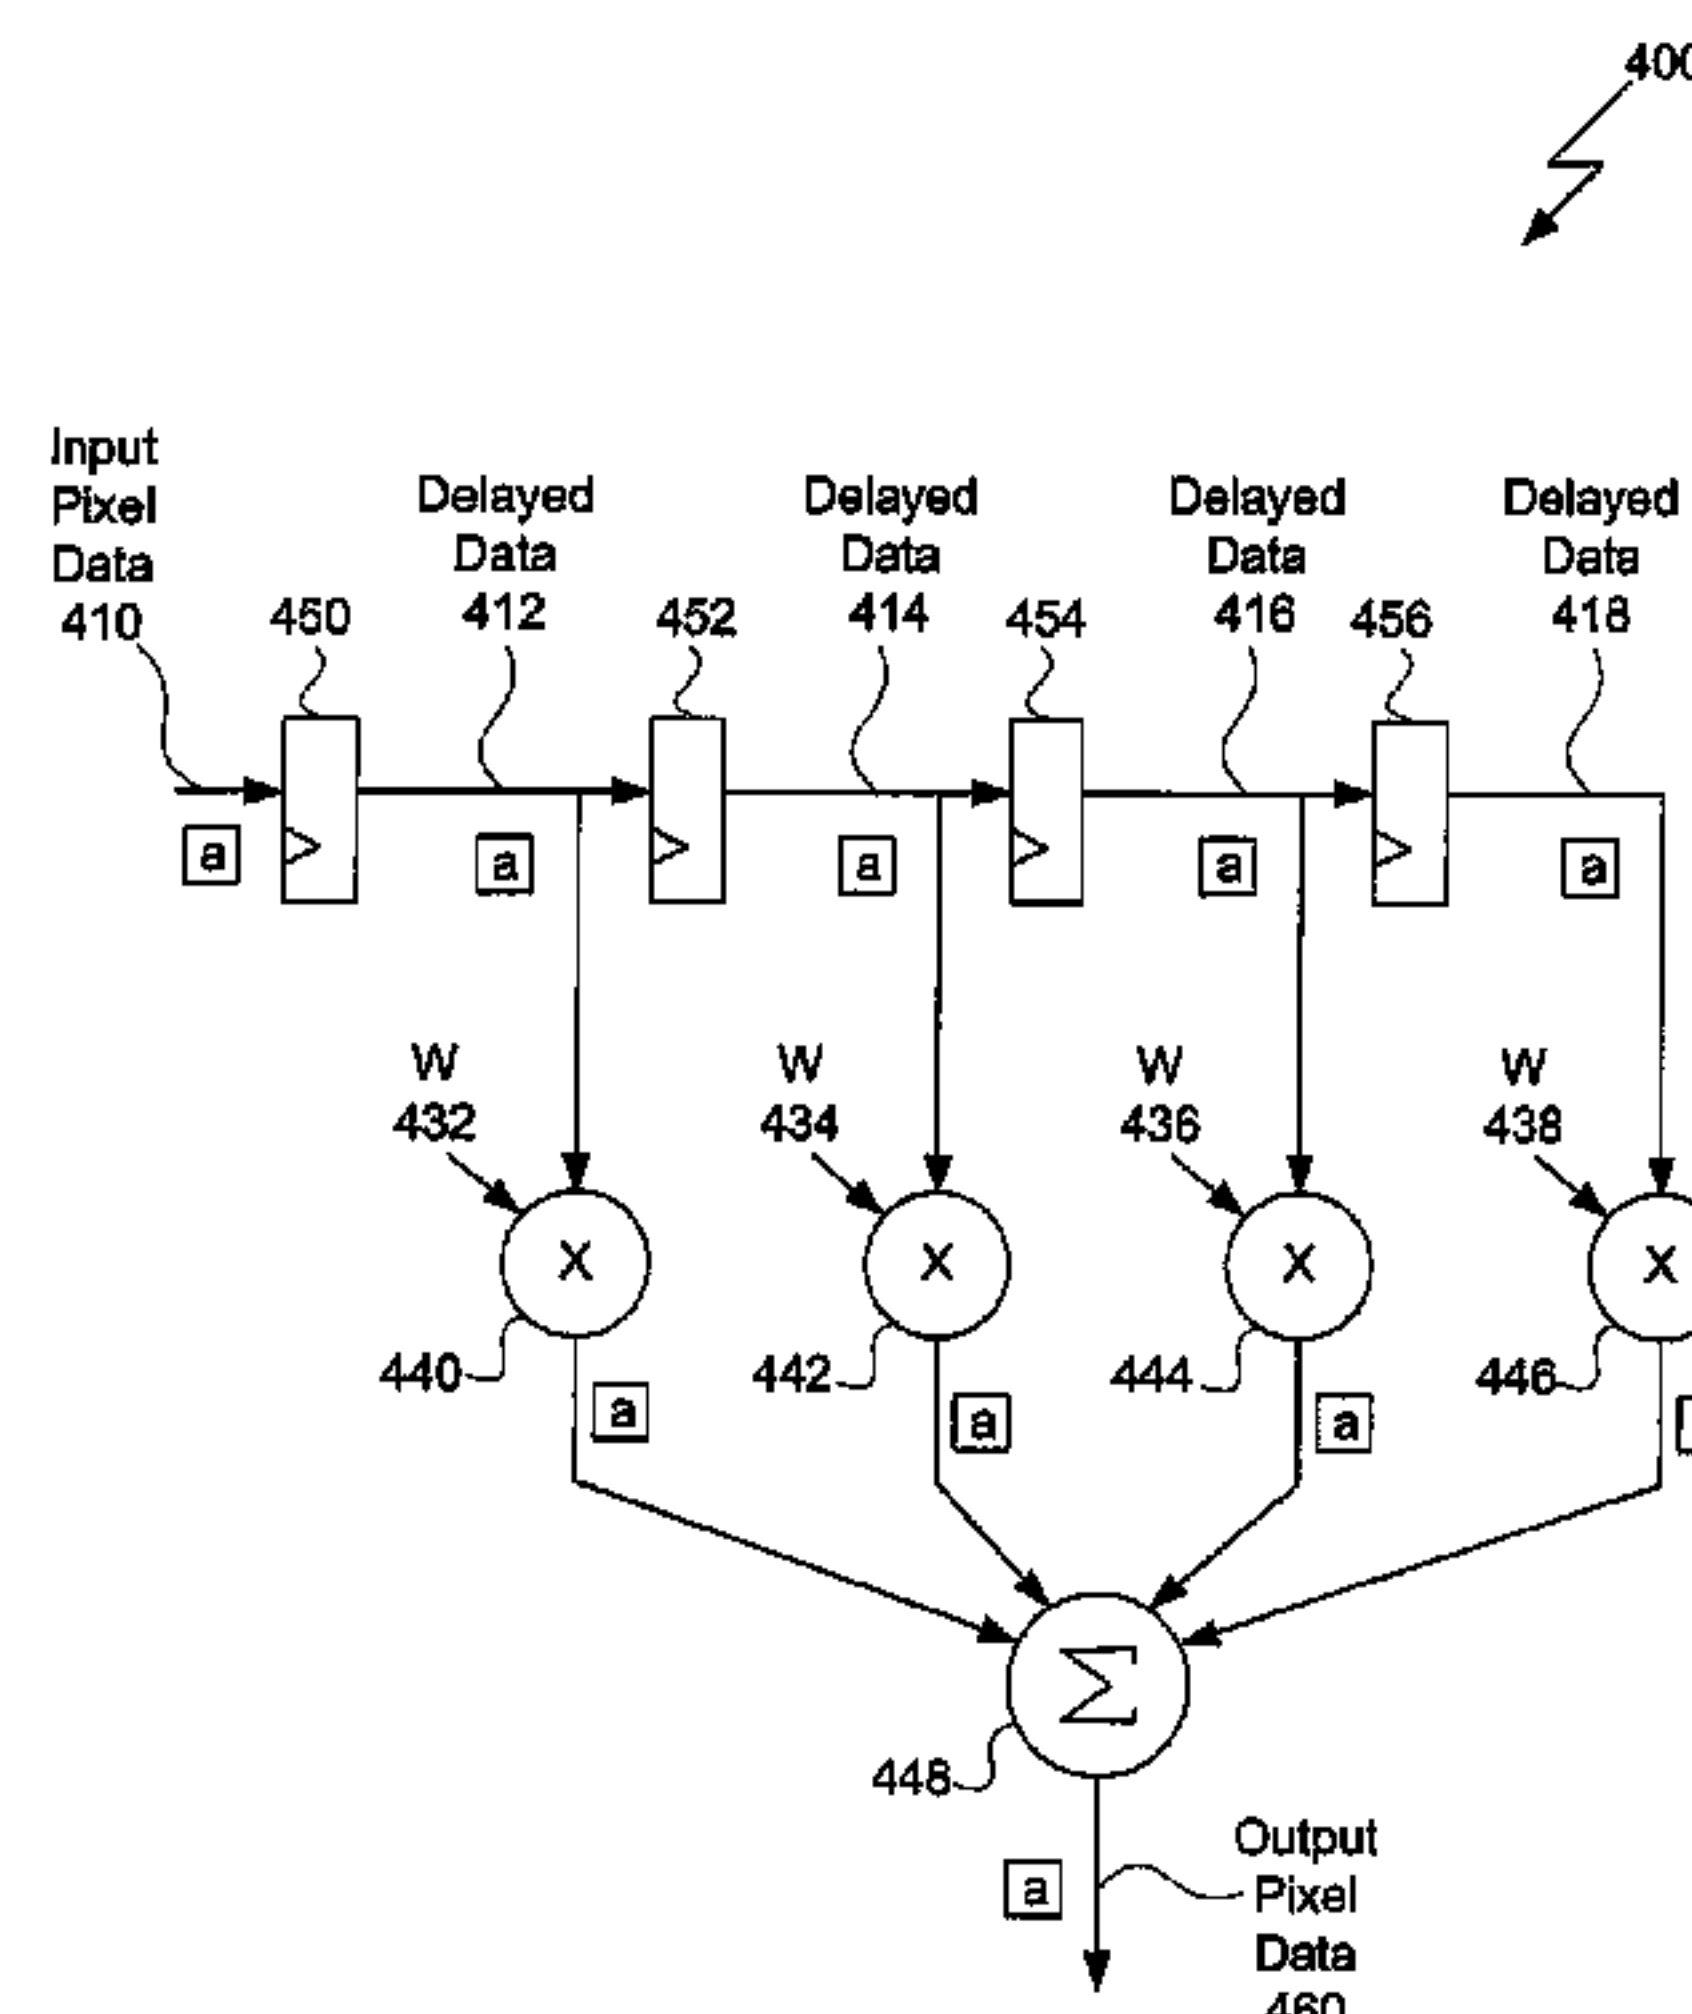 400
Input
Pixel
Data
410
450
Delayed
Data
412
452
Delayed
Data
414
454
Delayed
Data
416
456
Delayed
Data
418
a
a
a
a
a
W
432
W
434
W
436
W
438
X
X
X
X
440
442
444
446
a
a
a
Σ
448
a
Output
Pixel
Data
460